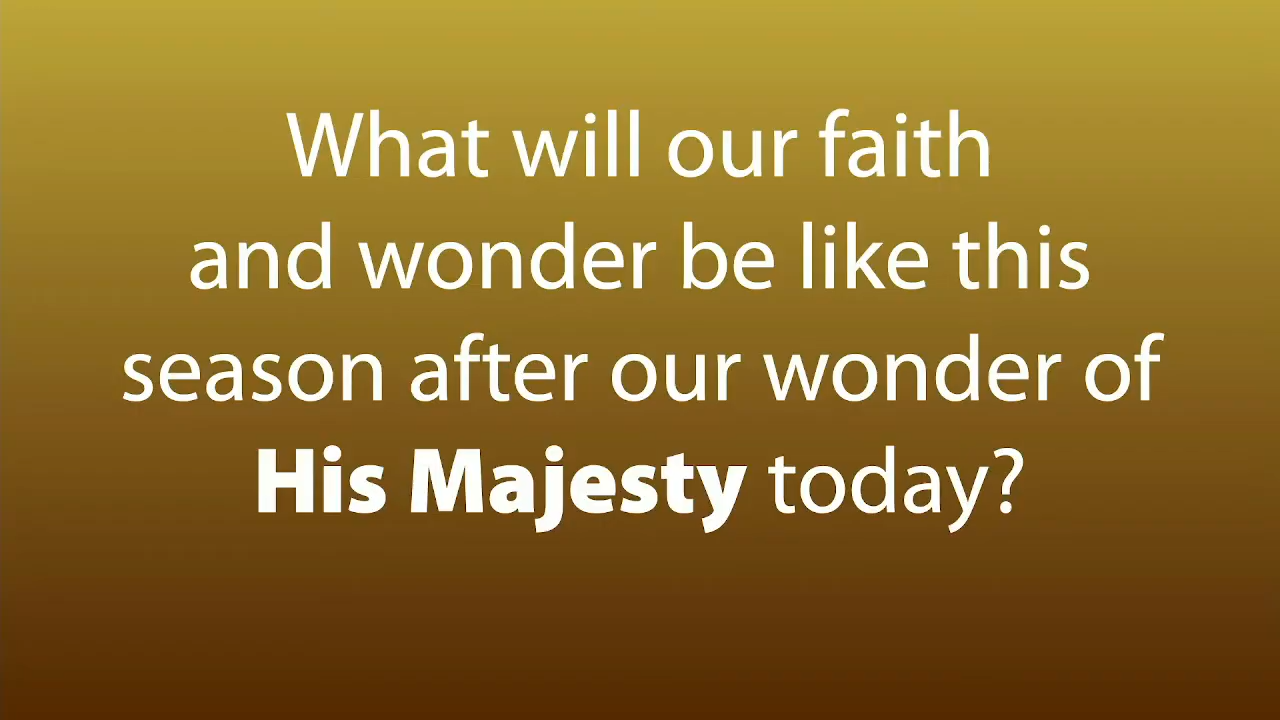 What will our faith
and wonder be like this
season after our wonder of
His Majesty today?